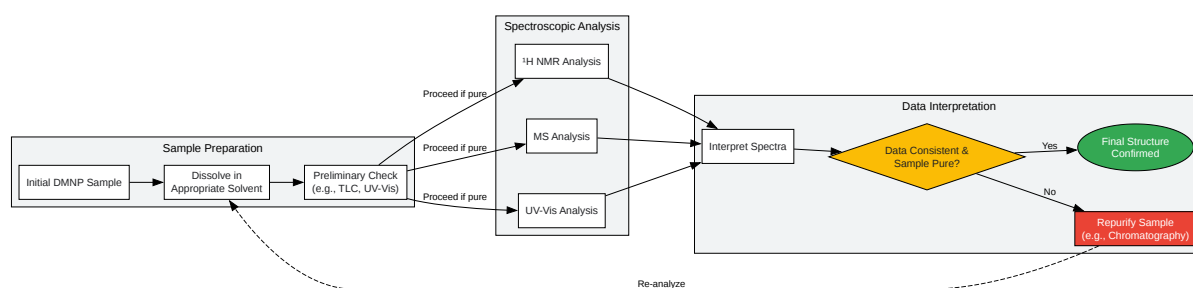 Sample Preparation
Initial DMNP Sample
Dissolve in
Appropriate Solvent
Preliminary Check
(e.g., TLC, UV-Vis)
Proceed if pure
Proceed if pure
Proceed if pure
Spectroscopic Analysis
¹H NMR Analysis
MS Analysis
UV-Vis Analysis
Data Interpretation
Interpret Spectra
Data Consistent &
Sample Pure?
Yes
Final Structure
Confirmed
No
Repurify Sample
(e.g., Chromatography)
Re-analyze